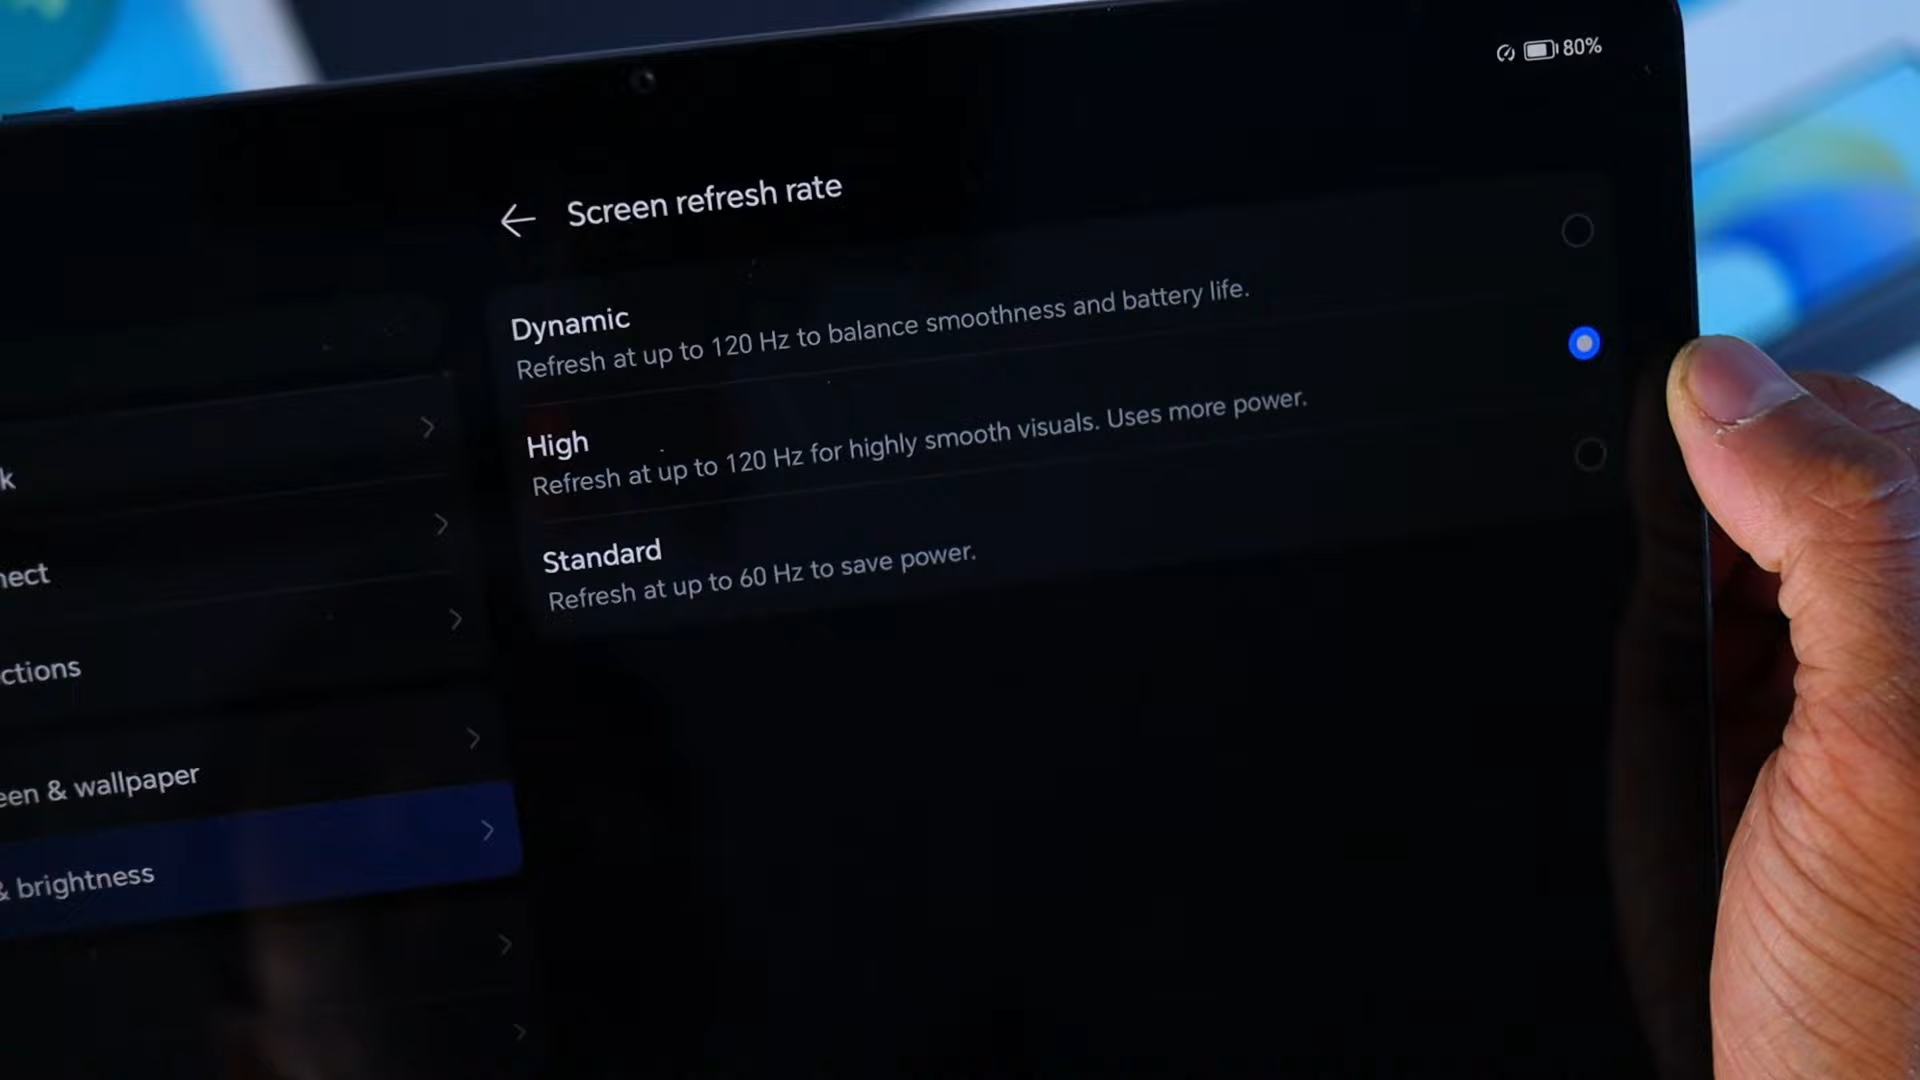 80%
Screen refresh rate
Dynamic
Refresh at up to 120 Hz to balance smoothness and battery life.
High
Refresh at up to 120 Hz for highly smooth visuals. Uses more power.
Standard
Refresh at up to 60 Hz to save power.
k
nect
ctions
een & wallpaper
& brightness